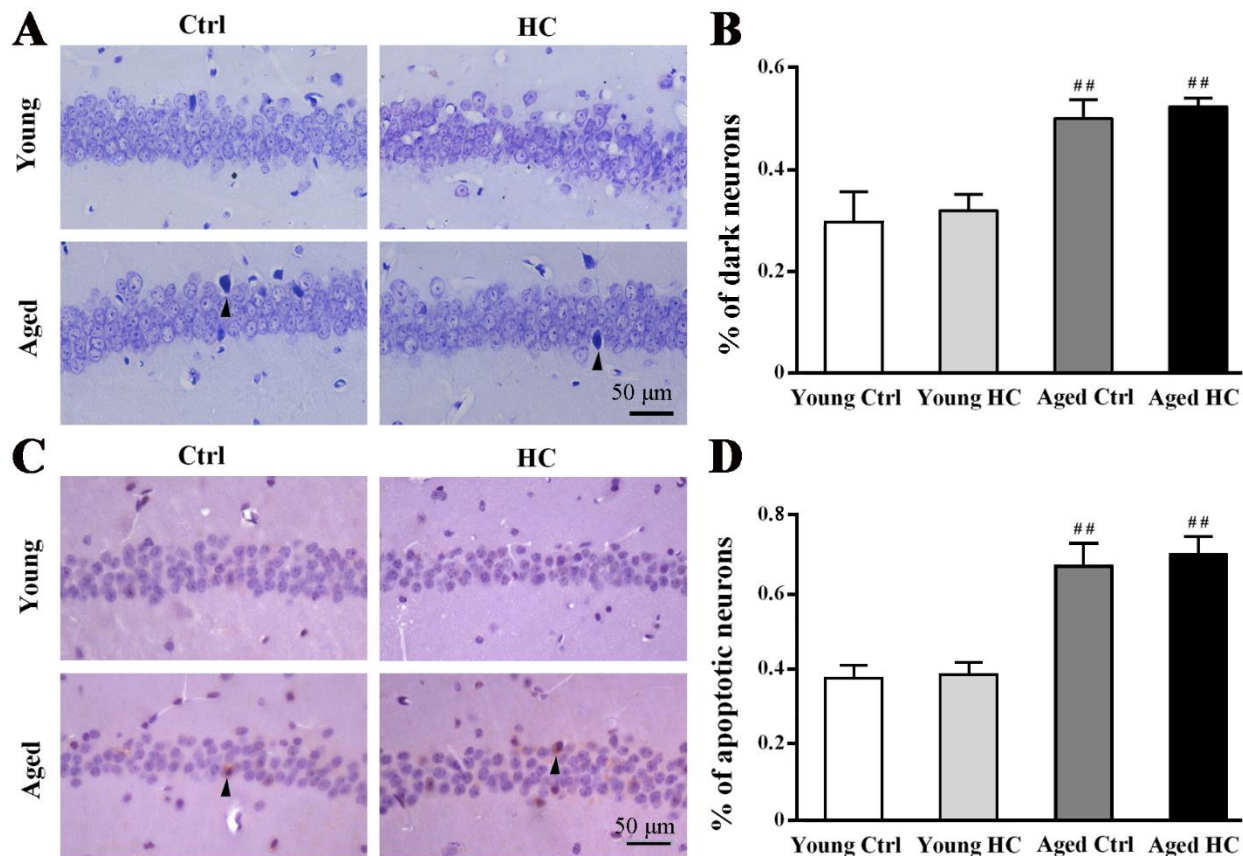 A
Ctrl
HC
Young
Aged
50 μm
B
% of dark neurons
0.6
0.4
0.2
0
## ##
Young Ctrl Young HC Aged Ctrl Aged HC
C
Ctrl
HC
Young
Aged
50 μm
D
% of apoptotic neurons
0.8
0.6
0.4
0.2
0
## ##
Young Ctrl Young HC Aged Ctrl Aged HC